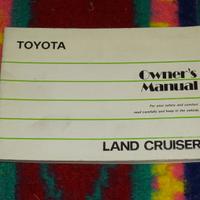 TOYOTA
Owner's
Manual
For your safety and comfort,
read carefully and keep in the vehicle.
LAND CRUISER